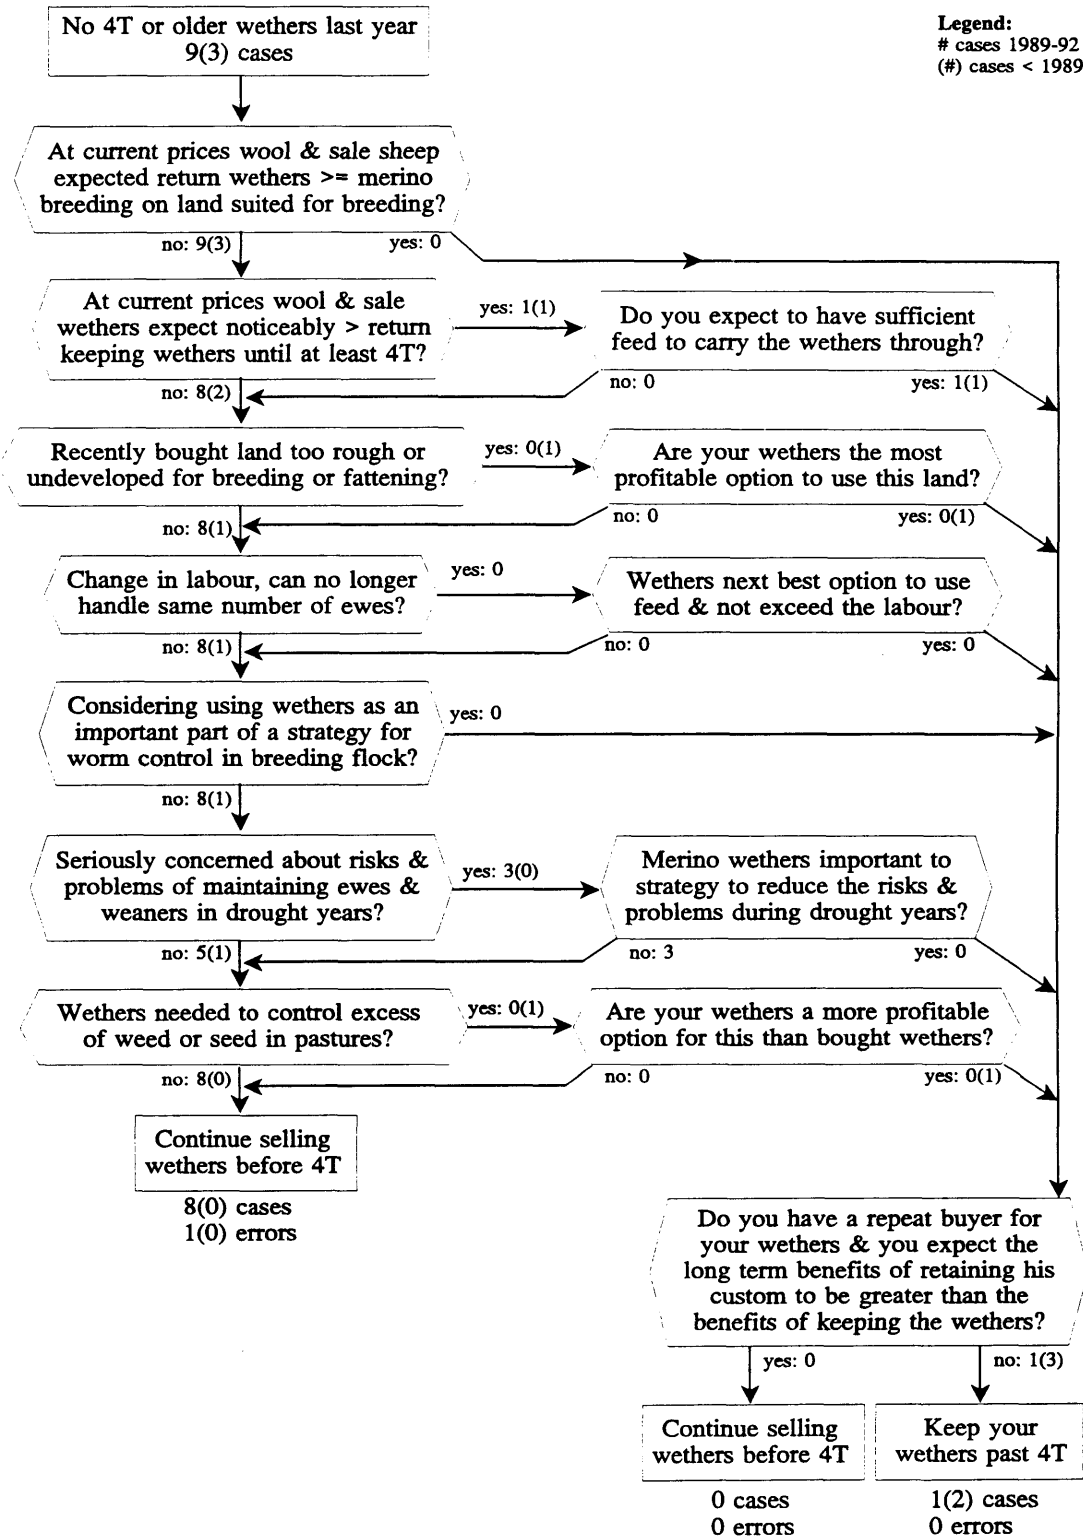 No 4T or older wethers last year
9(3) cases
Legend:
# cases 1989-92
(#) cases < 1989
At current prices wool & sale sheep
expected return wethers >= merino
breeding on land suited for breeding?
no: 9(3)
yes: 0
At current prices wool & sale
wethers expect noticeably > return
keeping wethers until at least 4T?
yes: 1(1)
Do you expect to have sufficient
feed to carry the wethers through?
no: 8(2)
no: 0
yes: 1(1)
Recently bought land too rough or
undeveloped for breeding or fattening?
yes: 0(1)
Are your wethers the most
profitable option to use this land?
no: 8(1)
no: 0
yes: 0(1)
Change in labour, can no longer
handle same number of ewes?
yes: 0
Wethers next best option to use
feed & not exceed the labour?
no: 8(1)
no: 0
yes: 0
Considering using wethers as an
important part of a strategy for
worm control in breeding flock?
yes: 0
no: 8(1)
Seriously concerned about risks &
problems of maintaining ewes &
weaners in drought years?
yes: 3(0)
Merino wethers important to
strategy to reduce the risks &
problems during drought years?
no: 5(1)
no: 3
yes: 0
Wethers needed to control excess
of weed or seed in pastures?
yes: 0(1)
Are your wethers a more profitable
option for this than bought wethers?
no: 8(0)
no: 0
yes: 0(1)
Continue selling
wethers before 4T
8(0) cases
1(0) errors
Do you have a repeat buyer for
your wethers & you expect the
long term benefits of retaining his
custom to be greater than the
benefits of keeping the wethers?
yes: 0
no: 1(3)
Continue selling
wethers before 4T
0 cases
0 errors
Keep your
wethers past 4T
1(2) cases
0 errors